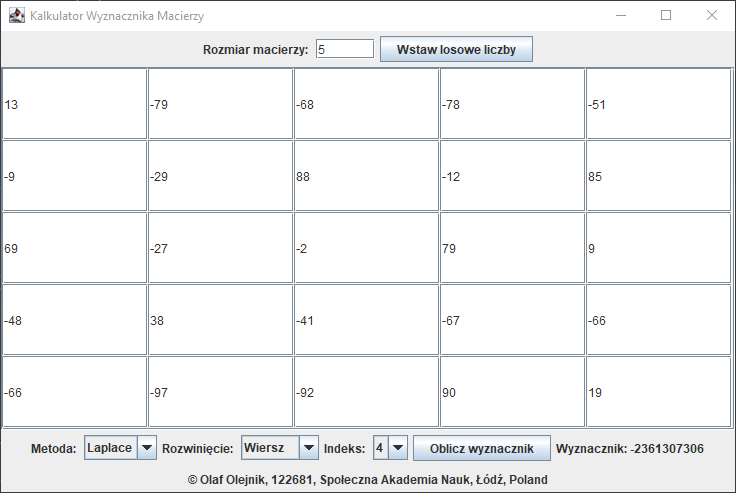 Kalkulator Wyznacznika Macierzy
Rozmiar macierzy: 5 Wstaw losowe liczby
13 -79 -68 -78 -51
-9 -29 88 -12 85
69 -27 -2 79 9
-48 38 -41 -67 -66
-66 -97 -92 90 19
Metoda: Laplace Rozwinięcie: Wiersz Indeks: 4 Oblicz wyznacznik Wyznacznik: -2361307306
© Olaf Olejnik, 122681, Społeczna Akademia Nauk, Łódź, Poland